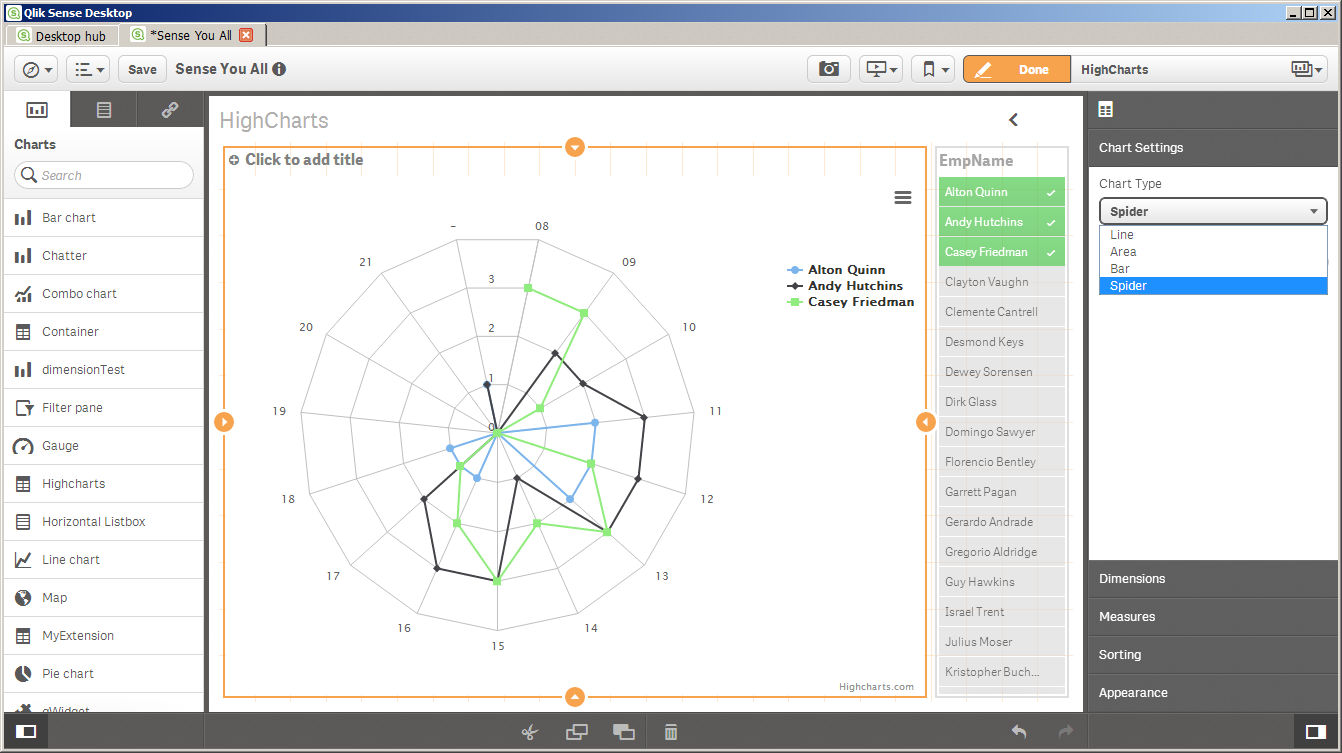 Qlik Sense Desktop
Desktop hub
*Sense You All
Save
Sense You All
Done
HighCharts
Charts
Search
Bar chart
Chatter
Combo chart
Container
dimensionTest
Filter pane
Gauge
Highcharts
Horizontal Listbox
Line chart
Map
MyExtension
Pie chart
qWidget
HighCharts
Click to add title
–
08
09
10
11
12
13
14
15
16
17
18
19
20
21
3
2
1
0
Alton Quinn
Andy Hutchins
Casey Friedman
Highcharts.com
EmpName
Alton Quinn
Andy Hutchins
Casey Friedman
Clayton Vaughn
Clemente Cantrell
Desmond Keys
Dewey Sorensen
Dirk Glass
Domingo Sawyer
Florencio Bentley
Garrett Pagan
Gerardo Andrade
Gregorio Aldridge
Guy Hawkins
Israel Trent
Julius Moser
Kristopher Buch...
Chart Settings
Chart Type
Spider
Line
Area
Bar
Spider
Dimensions
Measures
Sorting
Appearance